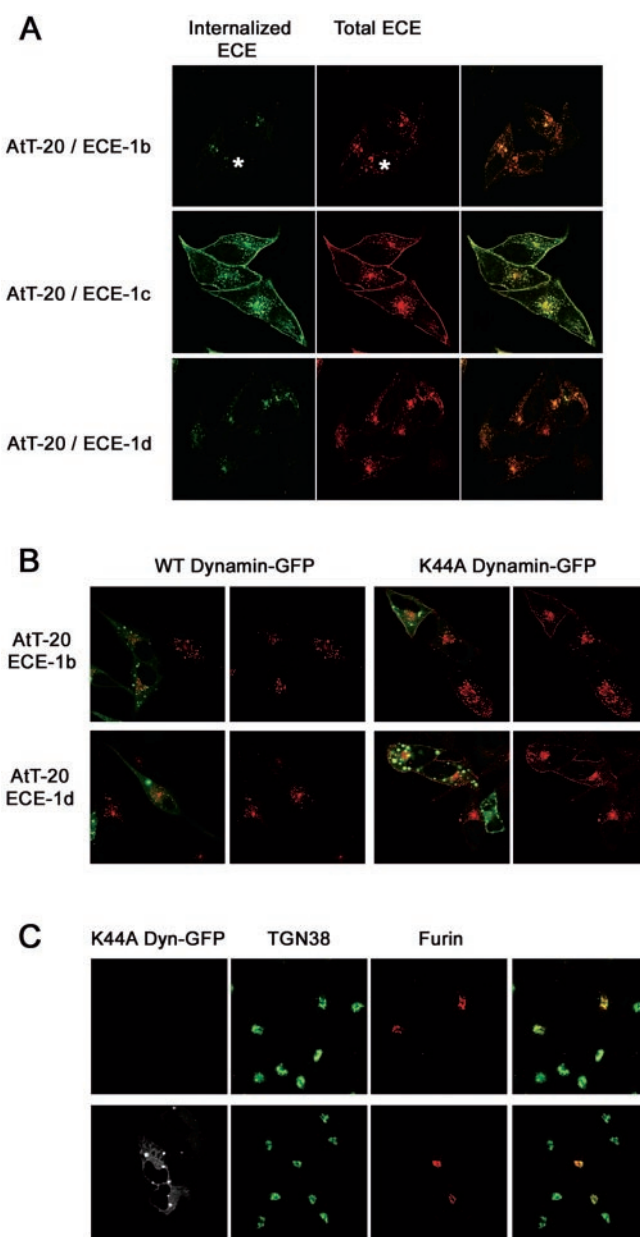 A
Internalized
ECE
Total ECE
AtT-20 / ECE-1b
*
*
AtT-20 / ECE-1c
AtT-20 / ECE-1d
B
WT Dynamin-GFP
K44A Dynamin-GFP
AtT-20
ECE-1b
AtT-20
ECE-1d
C
K44A Dyn-GFP
TGN38
Furin